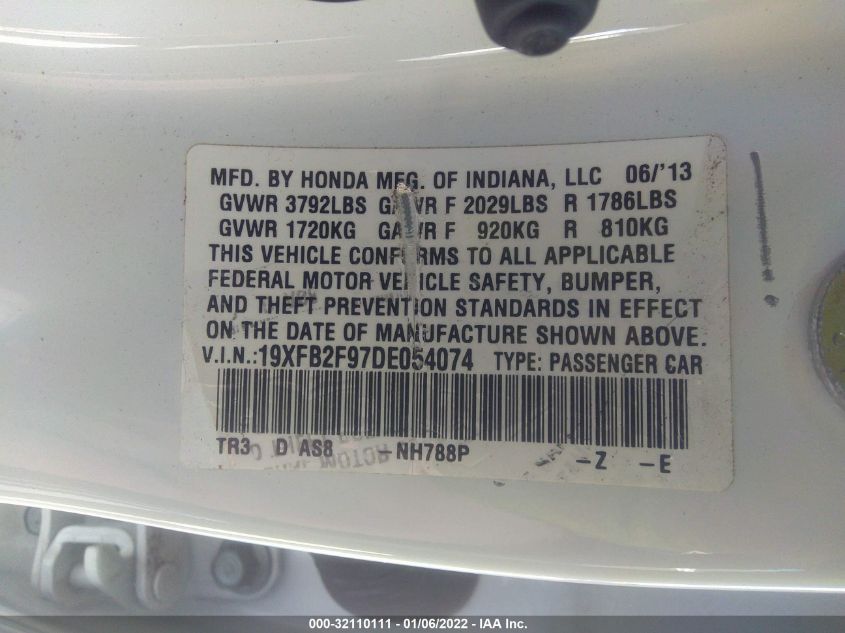 MFD. BY HONDA MFG. OF INDIANA, LLC 06/'13
GVWR 3792LBS GAWR F 2029LBS R 1786LBS
GVWR 1720KG GAWR F 920KG R 810KG
THIS VEHICLE CONFORMS TO ALL APPLICABLE
FEDERAL MOTOR VEHICLE SAFETY, BUMPER,
AND THEFT PREVENTION STANDARDS IN EFFECT
ON THE DATE OF MANUFACTURE SHOWN ABOVE.
V.I.N.:19XFB2F97DE054074 TYPE: PASSENGER CAR
TR3 D AS8 -NH788P -Z -E
000-32110111 - 01/06/2022 - IAA Inc.